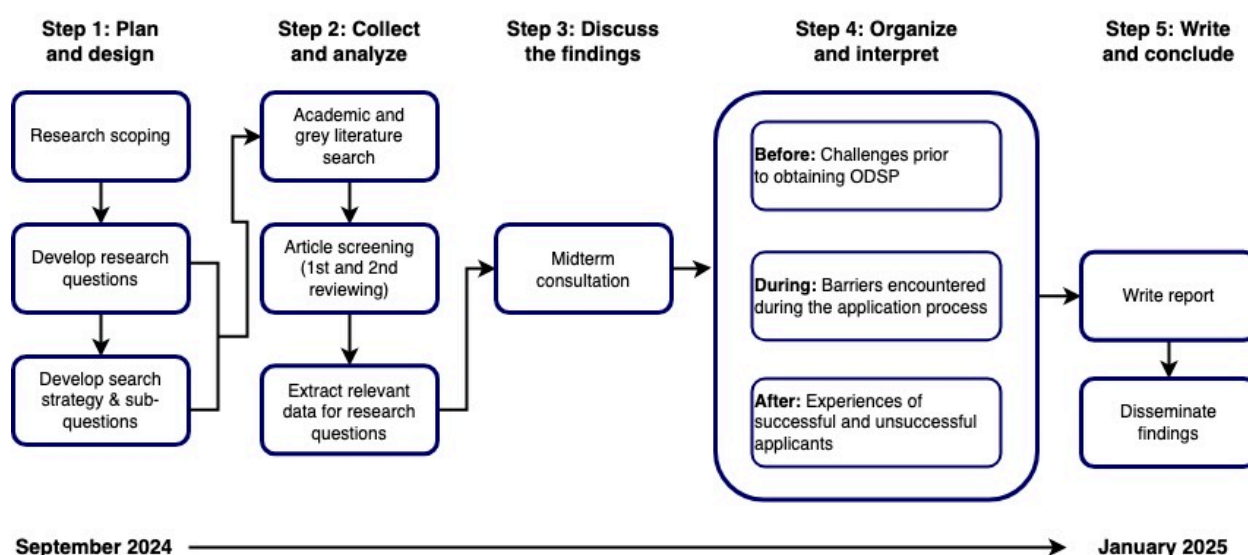 Step 1: Plan
and design
Research scoping
Develop research
questions
Develop search
strategy & sub-
questions
Step 2: Collect
and analyze
Academic and
grey literature
search
Article screening
(1st and 2nd
reviewing)
Extract relevant
data for research
questions
Step 3: Discuss
the findings
Midterm
consultation
Step 4: Organize
and interpret
Before: Challenges prior
to obtaining ODSP
During: Barriers encountered
during the application process
After: Experiences of
successful and unsuccessful
applicants
Step 5: Write
and conclude
Write report
Disseminate
findings
September 2024
January 2025